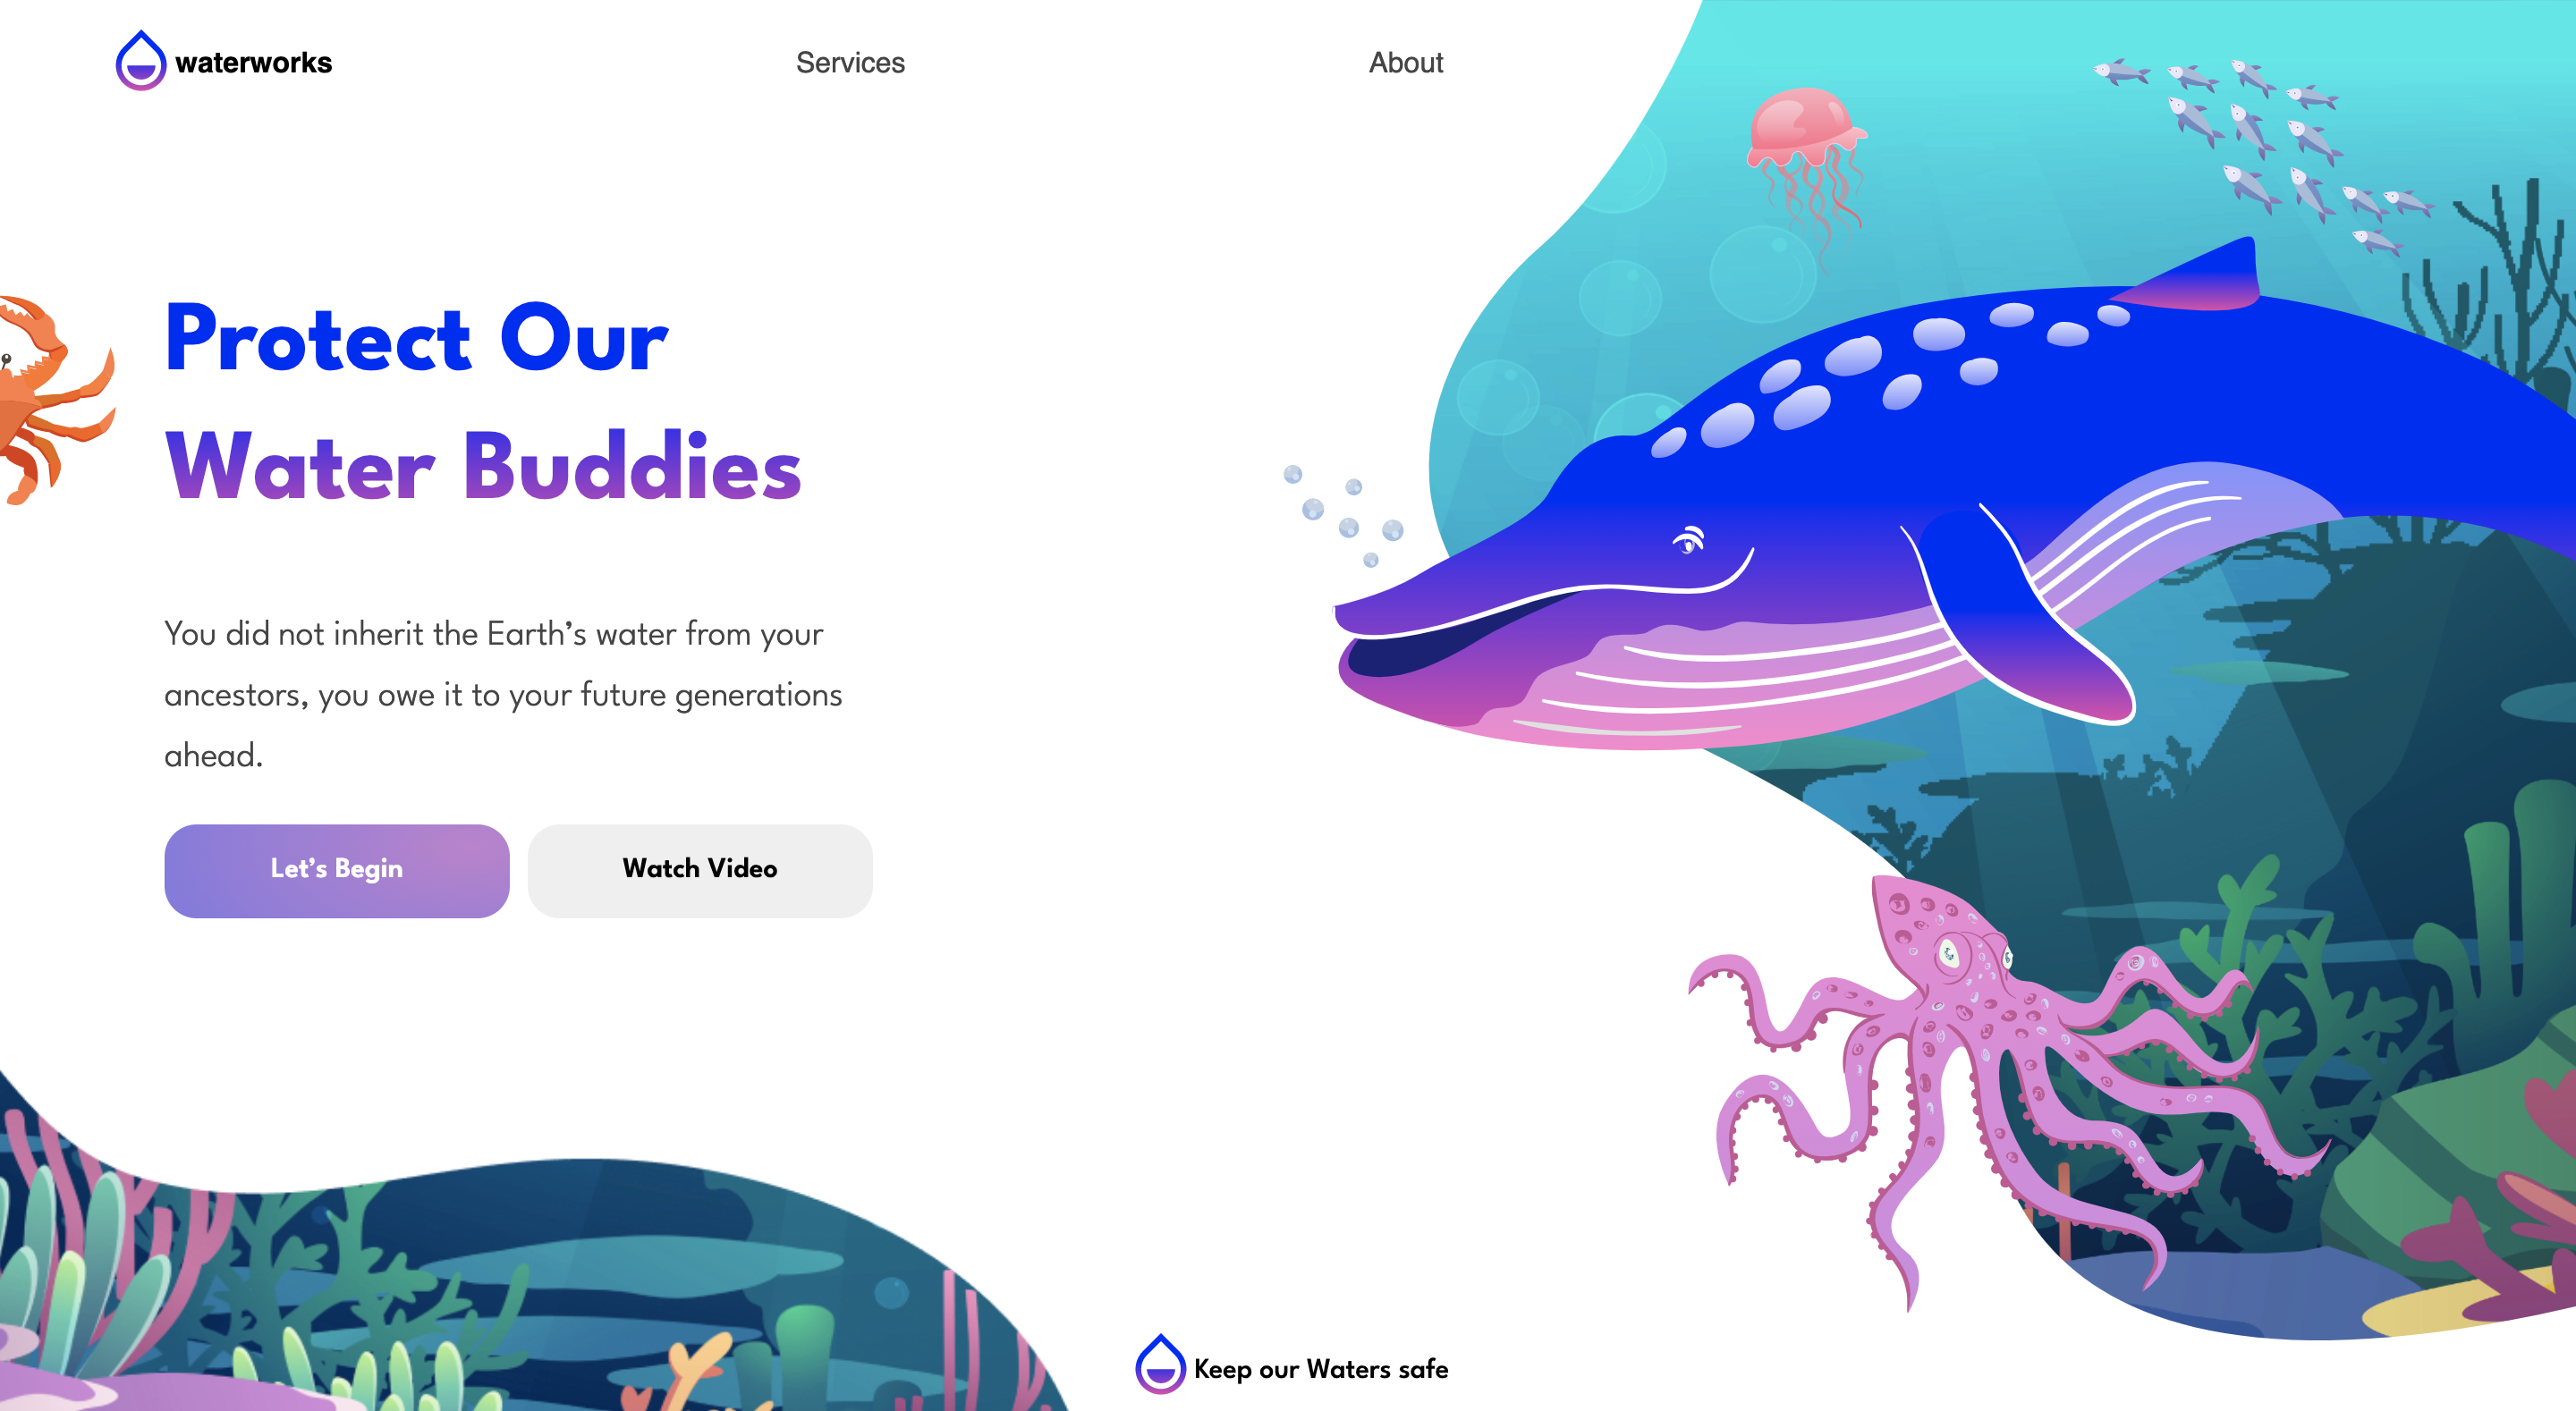 waterworks
Services
About
Protect Our
Water Buddies
You did not inherit the Earth’s water from your
ancestors, you owe it to your future generations
ahead.
Let’s Begin
Watch Video
Keep our Waters safe